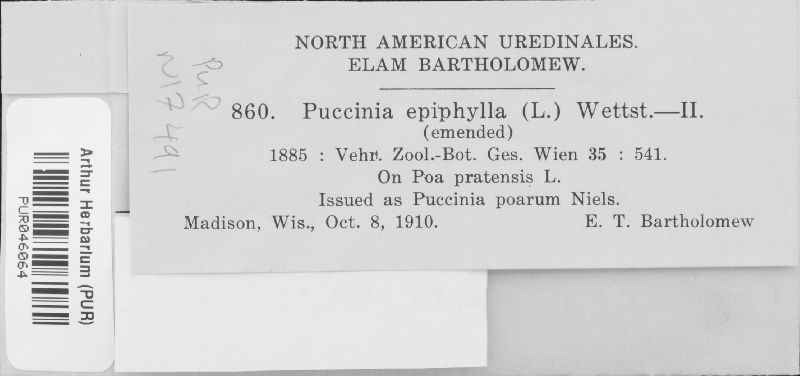 NORTH AMERICAN UREDINALES.
ELAM BARTHOLOMEW.
860. Puccinia epiphylla (L.) Wettst.—II.
(emended)
1885 : Vehr. Zool.-Bot. Ges. Wien 35 : 541.
On Poa pratensis L.
Issued as Puccinia poarum Niels.
Madison, Wis., Oct. 8, 1910. E. T. Bartholomew
PUR
N17491
Arthur Herbarium (PUR)
PUR046064